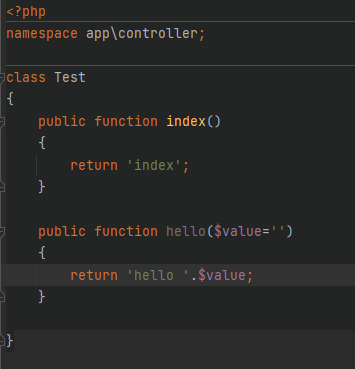 <?php
namespace app\controller;
class Test
{
    public function index()
    {
        return 'index';
    }
    public function hello($value='')
    {
        return 'hello '.$value;
    }
}